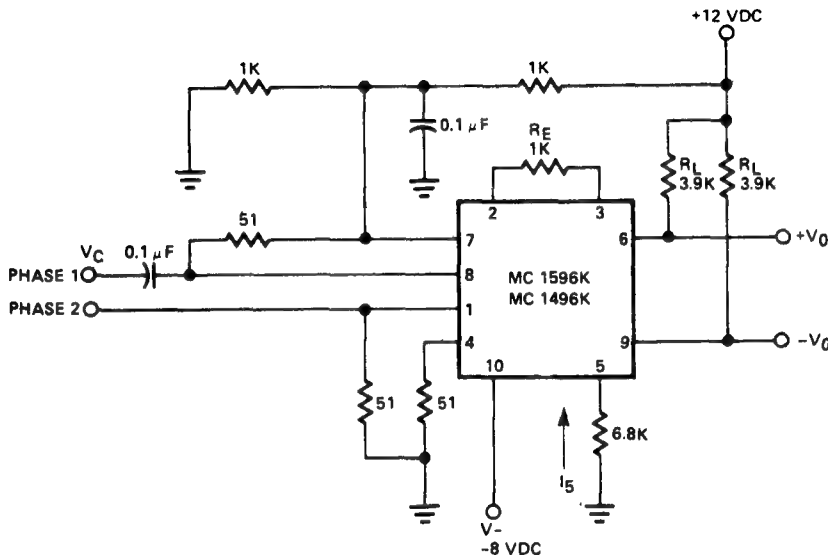 +12 VDC
1K
1K
0.1 µF
R_E
1K
R_L
3.9K
R_L
3.9K
2
3
51
7
6
+V_0
V_C
0.1 µF
PHASE 1
8
MC 1596K
MC 1496K
PHASE 2
1
4
9
-V_0
10
5
51
51
6.8K
I_5
V-
-8 VDC